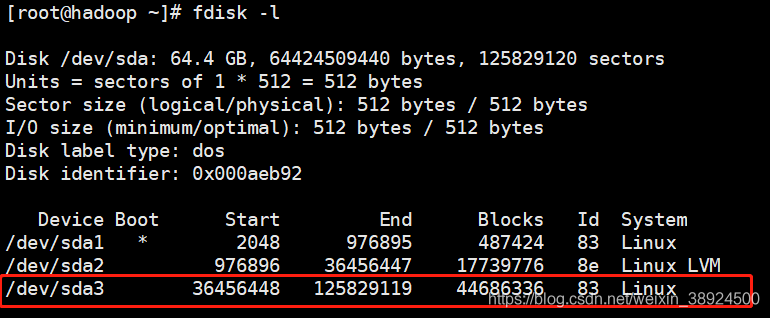 [root@hadoop ~]# fdisk -l
Disk /dev/sda: 64.4 GB, 64424509440 bytes, 125829120 sectors
Units = sectors of 1 * 512 = 512 bytes
Sector size (logical/physical): 512 bytes / 512 bytes
I/O size (minimum/optimal): 512 bytes / 512 bytes
Disk label type: dos
Disk identifier: 0x000aeb92
Device Boot Start End Blocks Id System
/dev/sda1 * 2048 976895 487424 83 Linux
/dev/sda2 976896 36456447 17739776 8e Linux LVM
/dev/sda3 36456448 125829119 44686336 83 Linux
https://blog.csdn.net/weixin_38924500